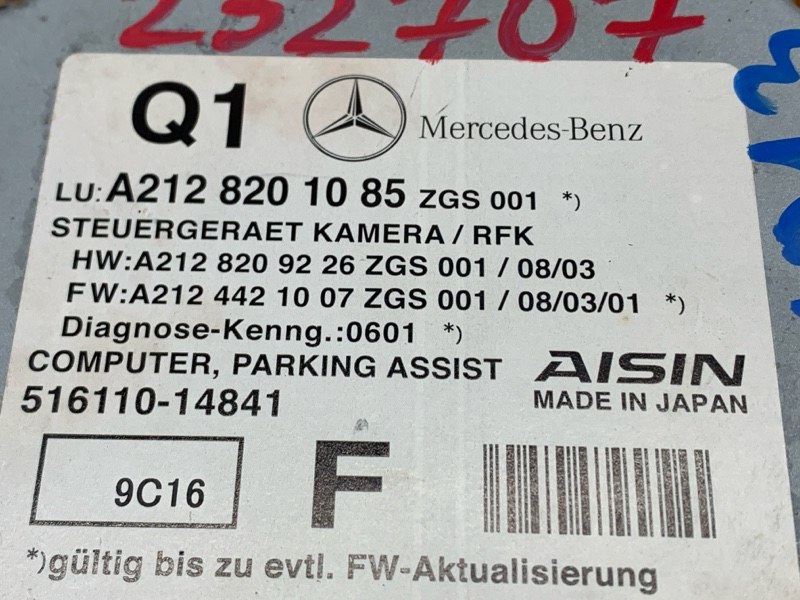 252707
Q1 Mercedes-Benz
LU: A212 820 10 85 ZGS 001 *)
STEUERGERAET KAMERA / RFK
HW:A212 820 92 26 ZGS 001 / 08/03
FW:A212 442 10 07 ZGS 001 / 08/03/01 *)
Diagnose-Kenng.:0601 *)
COMPUTER, PARKING ASSIST AISIN
516110-14841 MADE IN JAPAN
9C16 F
*)gültig bis zu evtl. FW-Aktualisierung